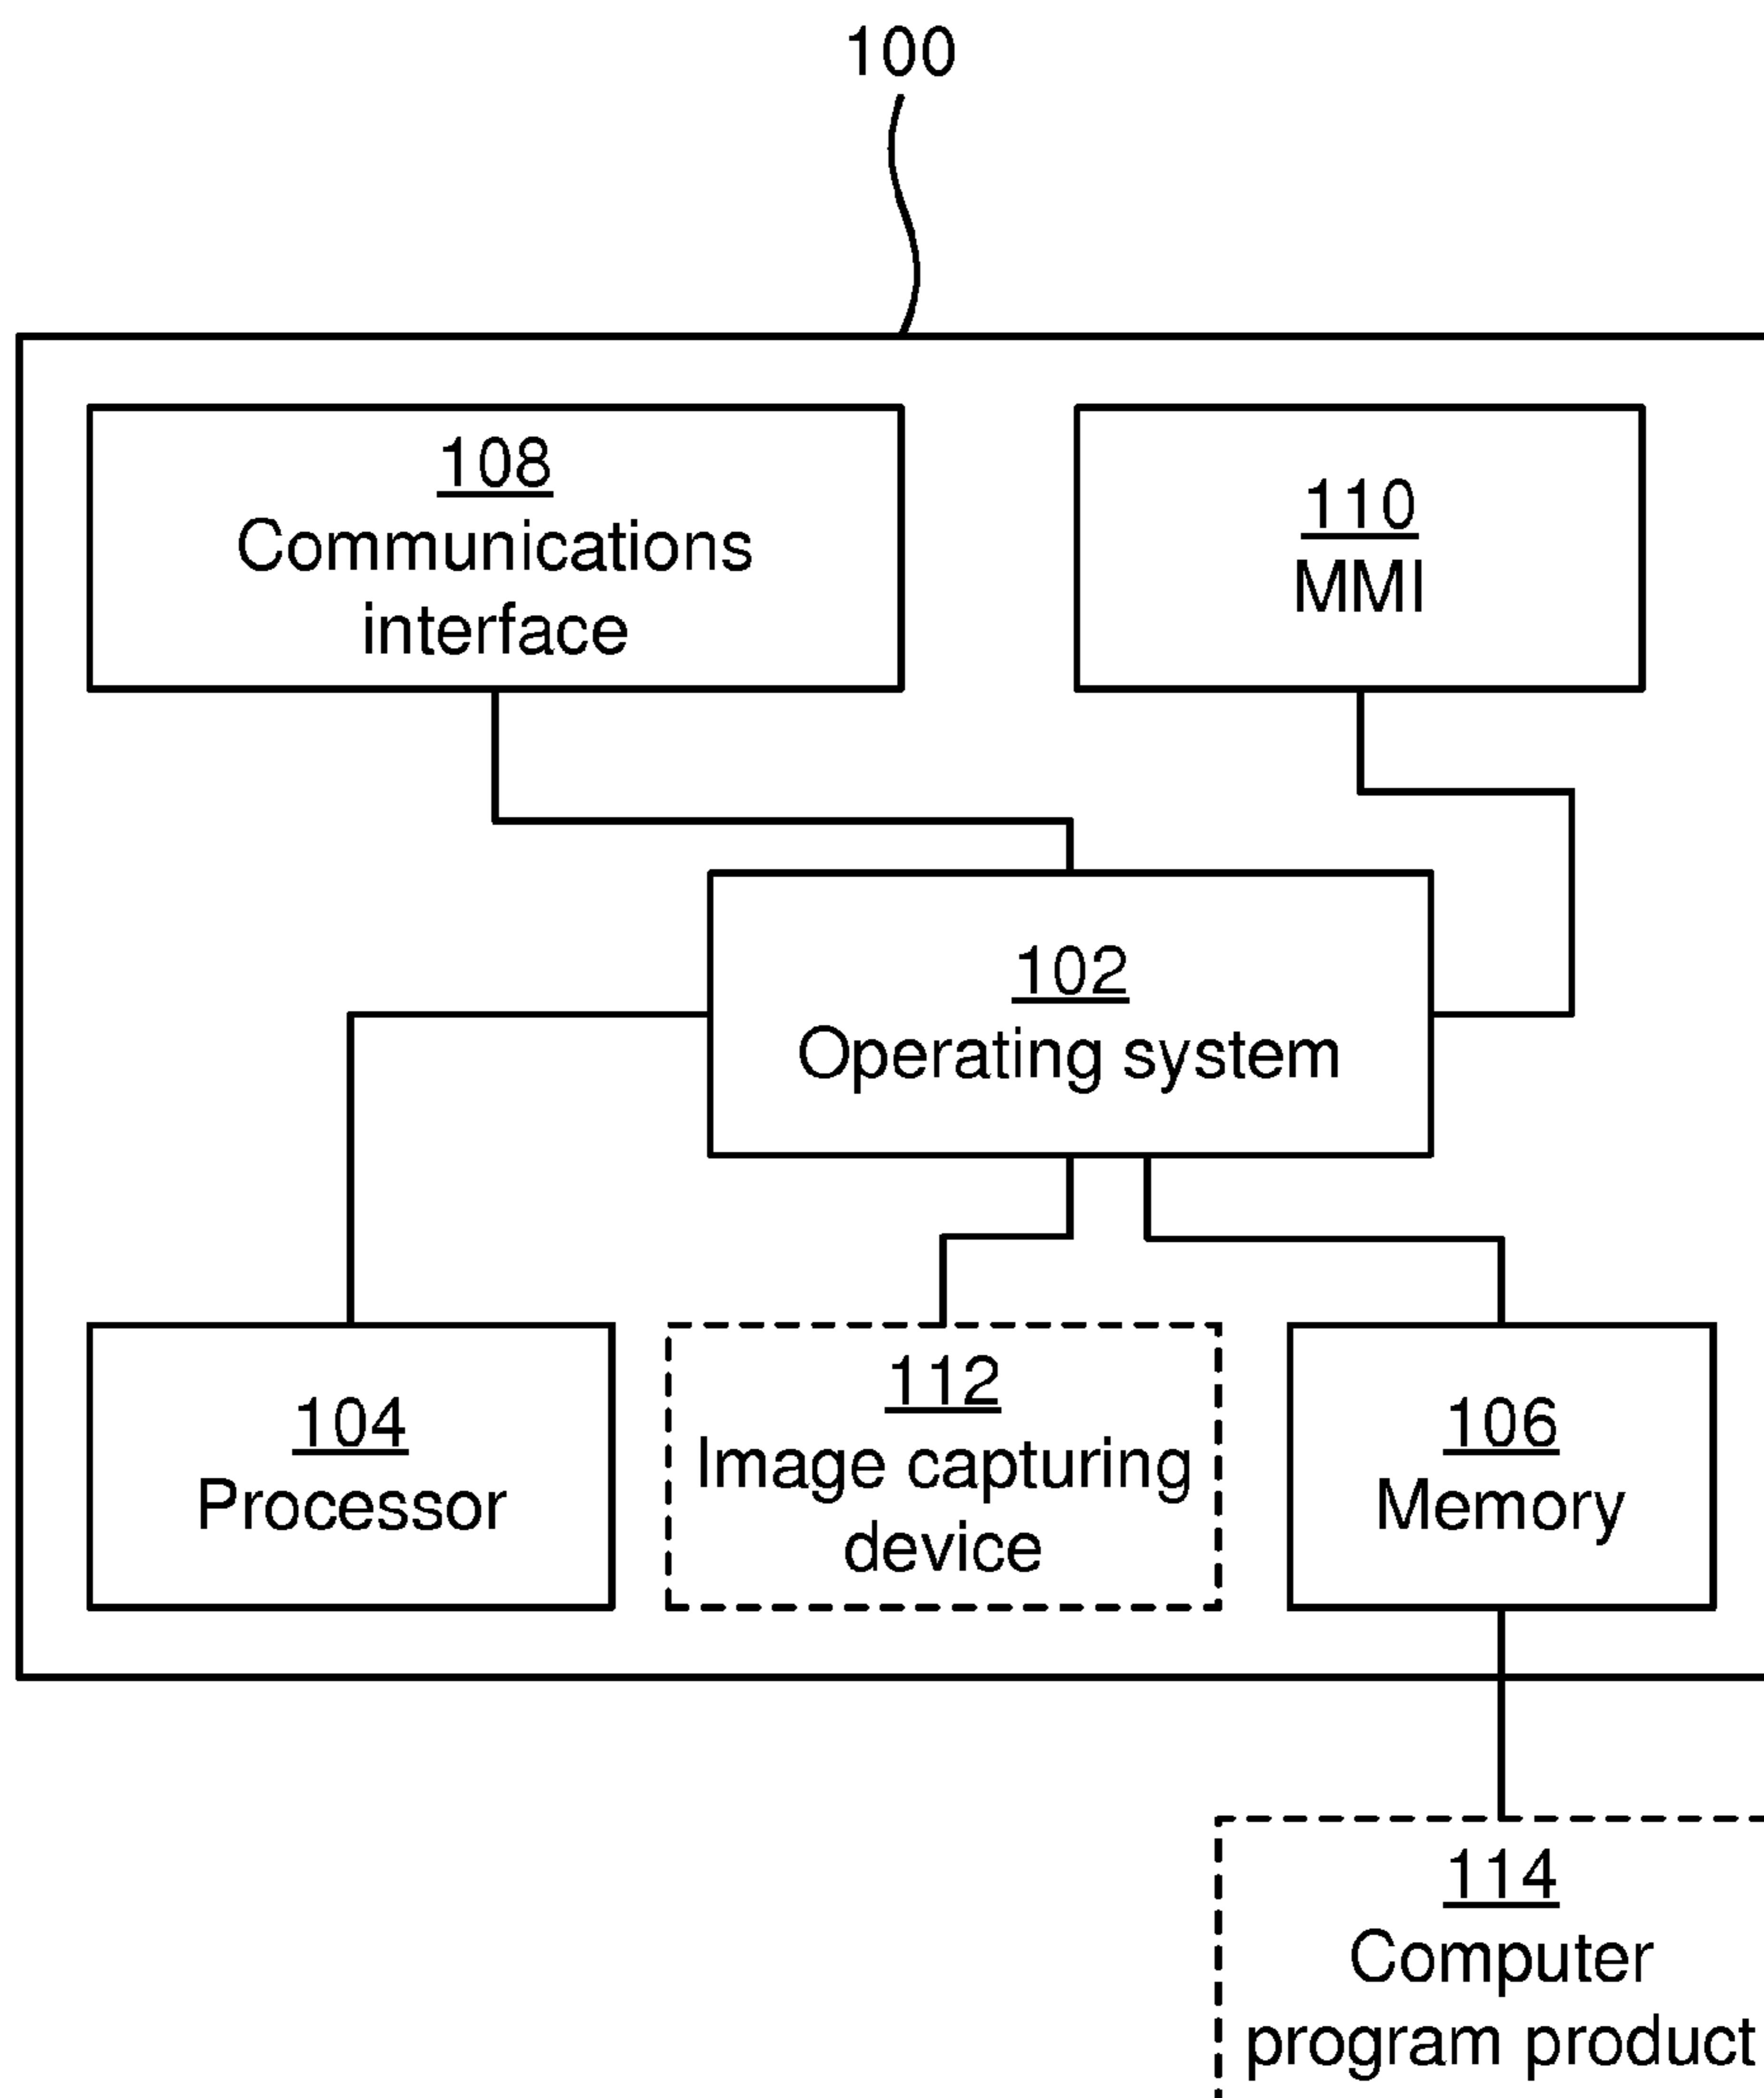 100
108
Communications
interface
110
MMI
102
Operating system
104
Processor
112
Image capturing
device
106
Memory
114
Computer
program product